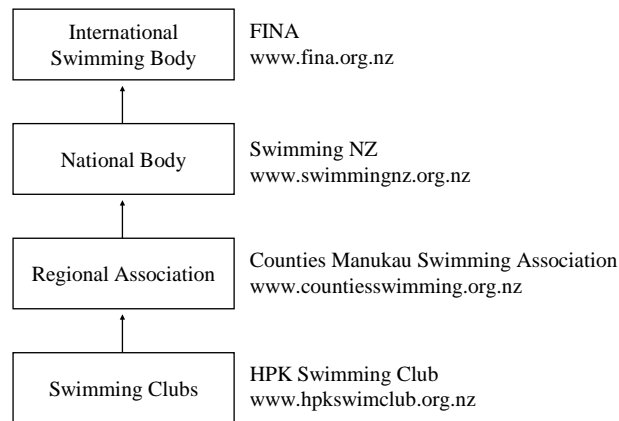 International
Swimming Body
FINA
www.fina.org.nz
National Body
Swimming NZ
www.swimmingnz.org.nz
Regional Association
Counties Manukau Swimming Association
www.countiesswimming.org.nz
Swimming Clubs
HPK Swimming Club
www.hpkswimclub.org.nz